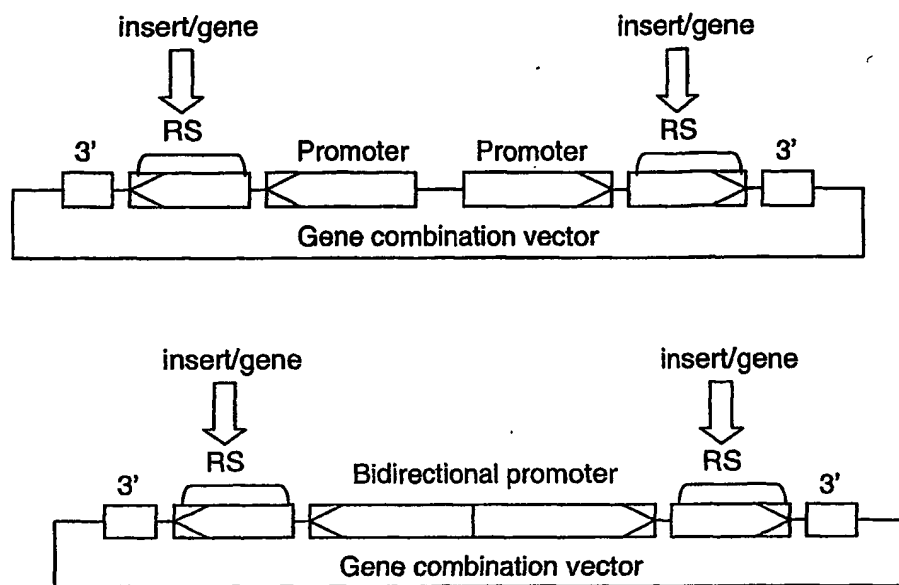 insert/gene insert/gene
RS RS
3' Promoter Promoter 3'
Gene combination vector
insert/gene insert/gene
RS Bidirectional promoter RS
3' 3'
Gene combination vector